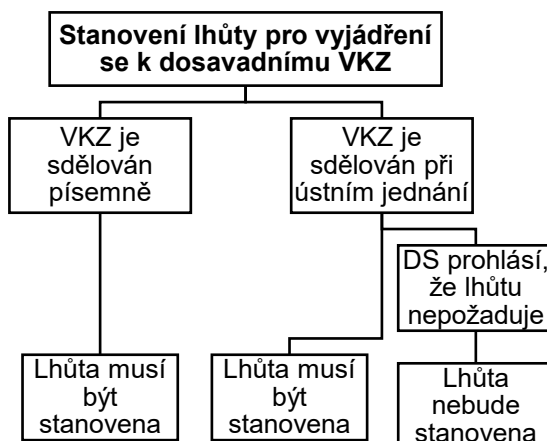 Stanovení lhůty pro vyjádření
se k dosavadnímu VKZ
VKZ je
sdělován
písemně
VKZ je
sdělován při
ústním jednání
DS prohlásí,
že lhůtu
nepožaduje
Lhůta musí
být
stanovena
Lhůta musí
být
stanovena
Lhůta
nebude
stanovena